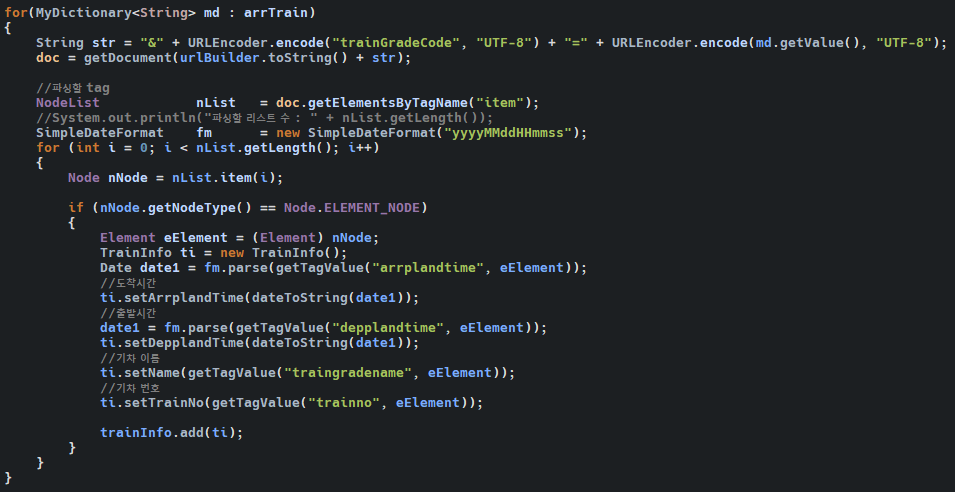 for(MyDictionary<String> md : arrTrain)
{
    String str = "&" + URLEncoder.encode("trainGradeCode", "UTF-8") + "=" + URLEncoder.encode(md.getValue(), "UTF-8");
    doc = getDocument(urlBuilder.toString() + str);

    //파싱할 tag
    NodeList            nList   = doc.getElementsByTagName("item");
    //System.out.println("파싱할 리스트 수 : " + nList.getLength());
    SimpleDateFormat    fm      = new SimpleDateFormat("yyyyMMddHHmmss");
    for (int i = 0; i < nList.getLength(); i++)
    {
        Node nNode = nList.item(i);

        if (nNode.getNodeType() == Node.ELEMENT_NODE)
        {
            Element eElement = (Element) nNode;
            TrainInfo ti = new TrainInfo();
            Date date1 = fm.parse(getTagValue("arrplandtime", eElement));
            //도착시간
            ti.setArrplandTime(dateToString(date1));
            //출발시간
            date1 = fm.parse(getTagValue("depplandtime", eElement));
            ti.setDepplandTime(dateToString(date1));
            //기차 이름
            ti.setName(getTagValue("traingradename", eElement));
            //기차 번호
            ti.setTrainNo(getTagValue("trainno", eElement));

            trainInfo.add(ti);
        }
    }
}